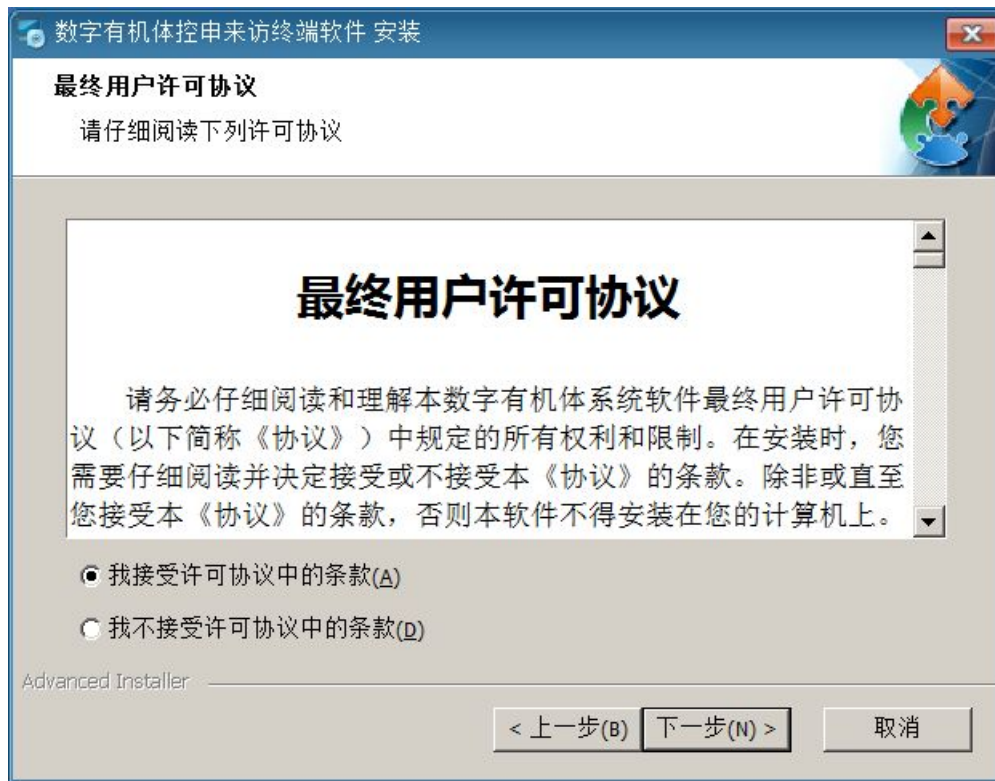 数字有机体控申来访终端软件 安装
最终用户许可协议
请仔细阅读下列许可协议
最终用户许可协议
请务必仔细阅读和理解本数字有机体系统软件最终用户许可协
议（以下简称《协议》）中规定的所有权利和限制。在安装时，您
需要仔细阅读并决定接受或不接受本《协议》的条款。除非或直至
您接受本《协议》的条款，否则本软件不得安装在您的计算机上。
我接受许可协议中的条款(A)
我不接受许可协议中的条款(D)
Advanced Installer
< 上一步(B) 下一步(N) > 取消